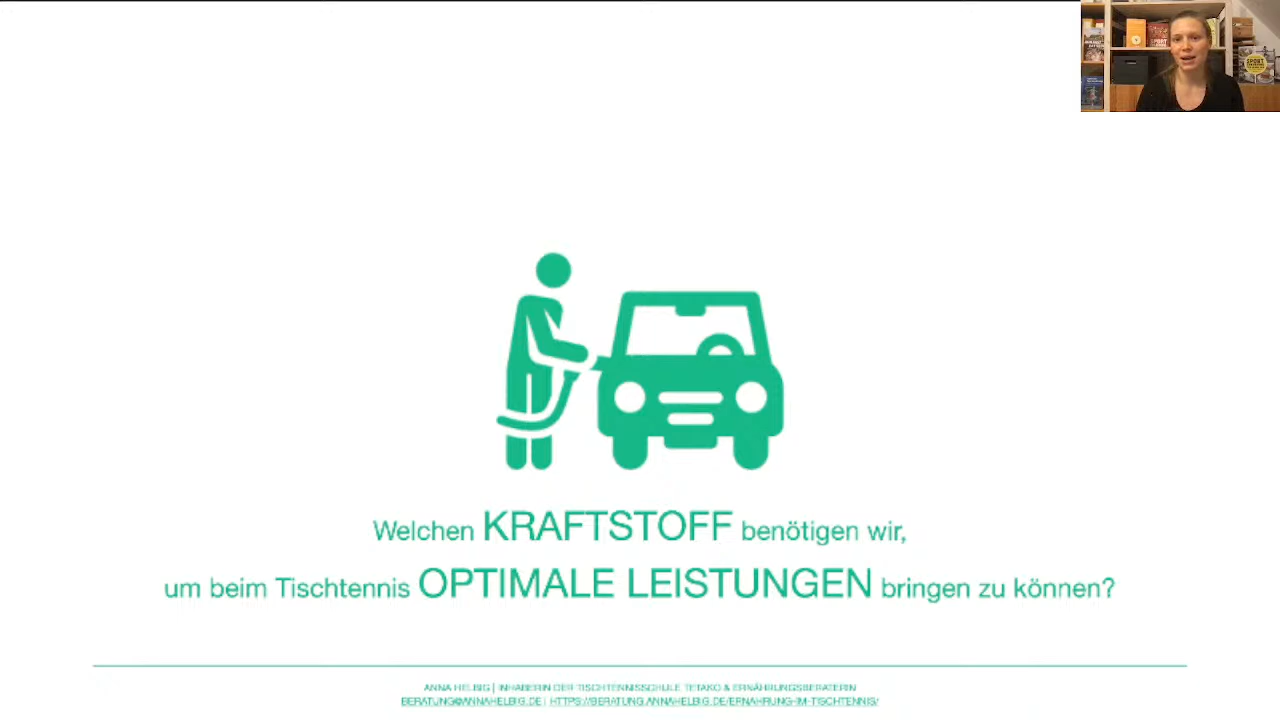 SPORT
Welchen KRAFTSTOFF benötigen wir,
um beim Tischtennis OPTIMALE LEISTUNGEN bringen zu können?
ANNA HELBIG | INHABERIN DER TISCHTENNISSCHULE TETAKO & ERNÄHRUNGSBERATERIN
BERATUNG@ANNAHELBIG.DE | HTTPS://BERATUNG.ANNAHELBIG.DE/ERNAHRUNG-IM-TISCHTENNIS/